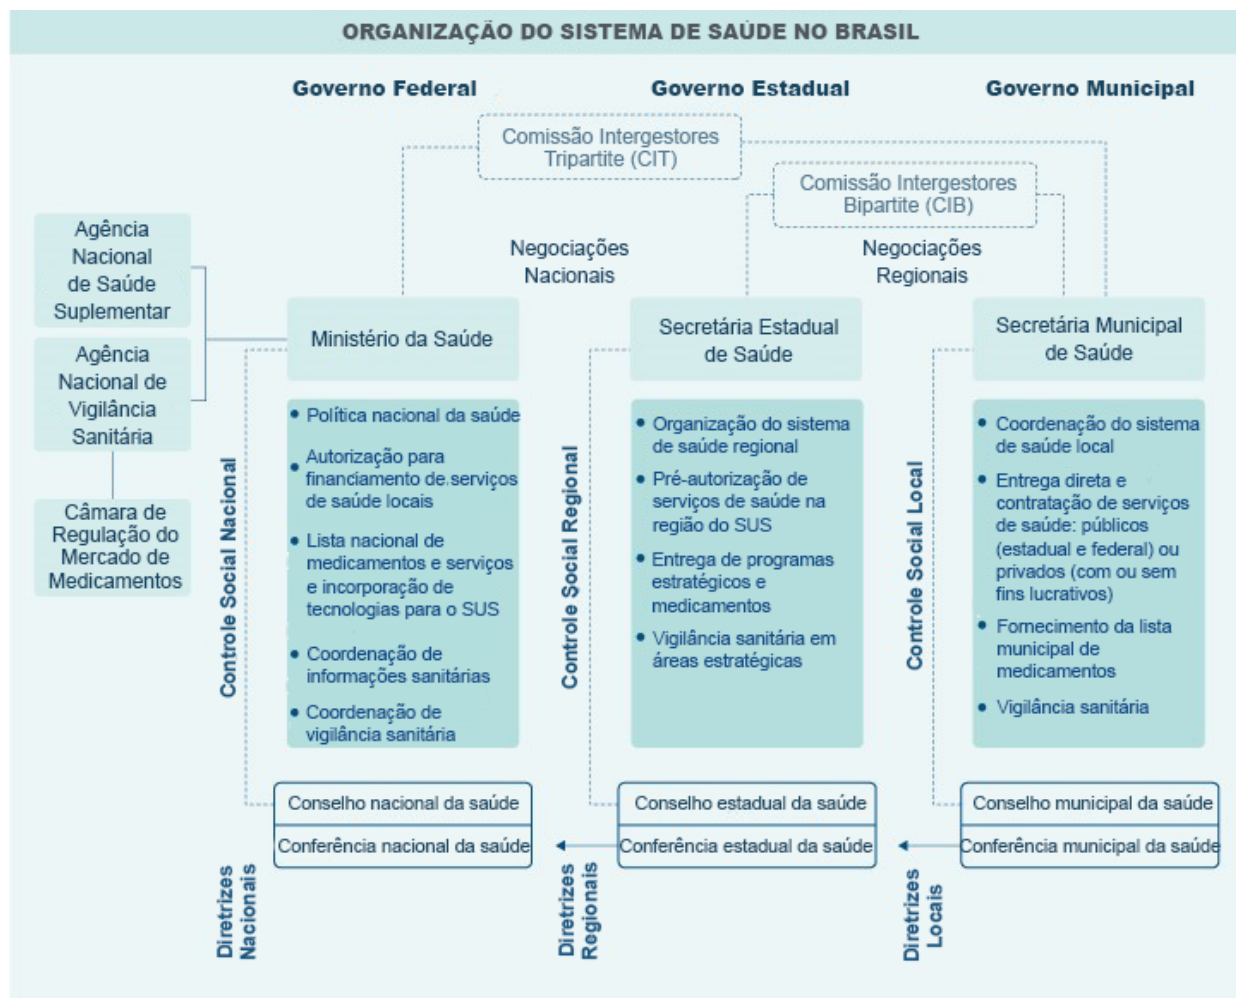 ORGANIZAÇÃO DO SISTEMA DE SAÚDE NO BRASIL
Governo Federal
Governo Estadual
Governo Municipal
Comissão Intergestores
Tripartite (CIT)
Comissão Intergestores
Bipartite (CIB)
Negociações
Nacionais
Negociações
Regionais
Agência
Nacional
de Saúde
Suplementar
Agência
Nacional de
Vigilância
Sanitária
Câmara de
Regulação do
Mercado de
Medicamentos
Ministério da Saúde
Secretária Estadual
de Saúde
Secretária Municipal
de Saúde
Controle Social Nacional
• Política nacional da saúde
• Autorização para
financiamento de serviços
de saúde locais
• Lista nacional de
medicamentos e serviços
e incorporação de
tecnologias para o SUS
• Coordenação de
informações sanitárias
• Coordenação de
vigilância sanitária
Controle Social Regional
• Organização do sistema
de saúde regional
• Pré-autorização de
serviços de saúde na
região do SUS
• Entrega de programas
estratégicos e
medicamentos
• Vigilância sanitária em
áreas estratégicas
Controle Social Local
• Coordenação do sistema
de saúde local
• Entrega direta e
contratação de serviços
de saúde: públicos
(estadual e federal) ou
privados (com ou sem
fins lucrativos)
• Fornecimento da lista
municipal de
medicamentos
• Vigilância sanitária
Conselho nacional da saúde
Conferência nacional da saúde
Conselho estadual da saúde
Conferência estadual da saúde
Conselho municipal da saúde
Conferência municipal da saúde
Diretrizes
Nacionais
Diretrizes
Regionais
Diretrizes
Locais